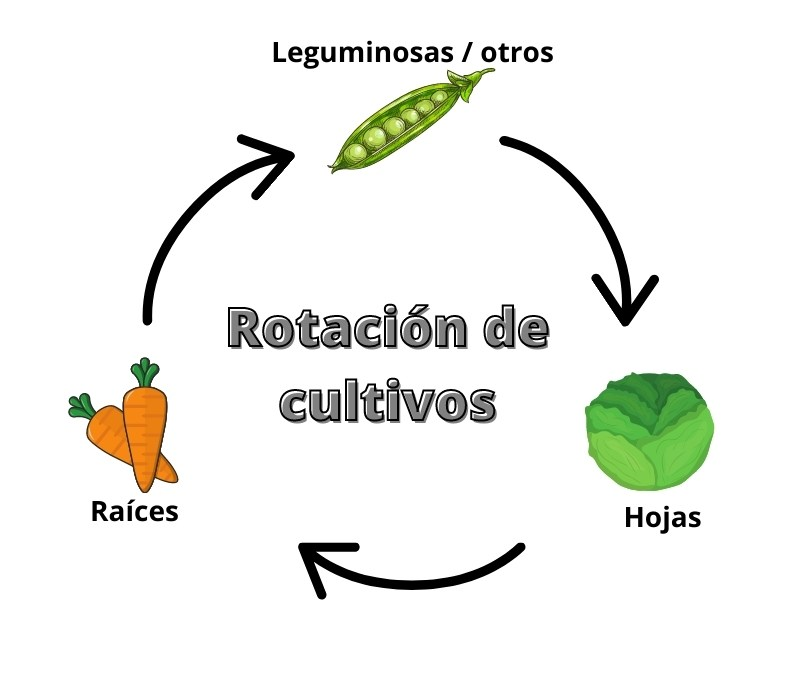 Leguminosas / otros
Rotación de
cultivos
Raíces
Hojas